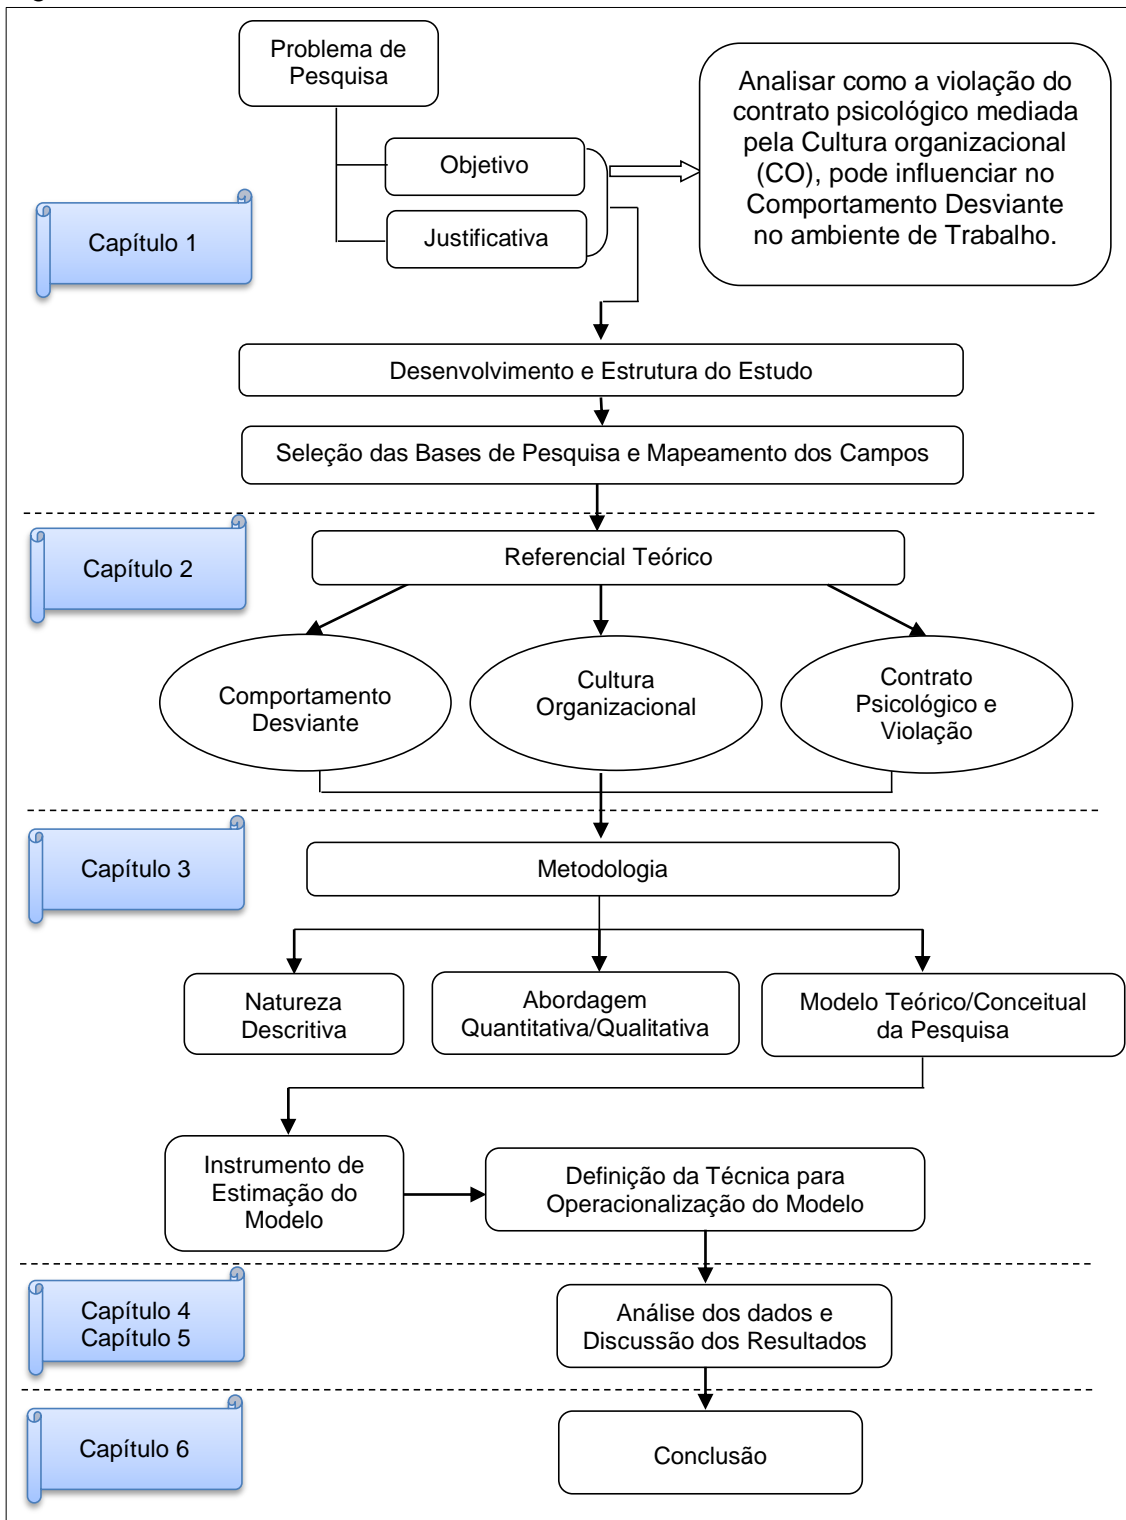 Problema de
Pesquisa
Analisar como a violação do
contrato psicológico mediada
pela Cultura organizacional
(CO), pode influenciar no
Comportamento Desviante
no ambiente de Trabalho.
Objetivo
Justificativa
Capítulo 1
Desenvolvimento e Estrutura do Estudo
Seleção das Bases de Pesquisa e Mapeamento dos Campos
Capítulo 2
Referencial Teórico
Comportamento
Desviante
Cultura
Organizacional
Contrato
Psicológico e
Violação
Capítulo 3
Metodologia
Natureza
Descritiva
Abordagem
Quantitativa/Qualitativa
Modelo Teórico/Conceitual
da Pesquisa
Instrumento de
Estimação do
Modelo
Definição da Técnica para
Operacionalização do Modelo
Capítulo 4
Capítulo 5
Análise dos dados e
Discussão dos Resultados
Capítulo 6
Conclusão